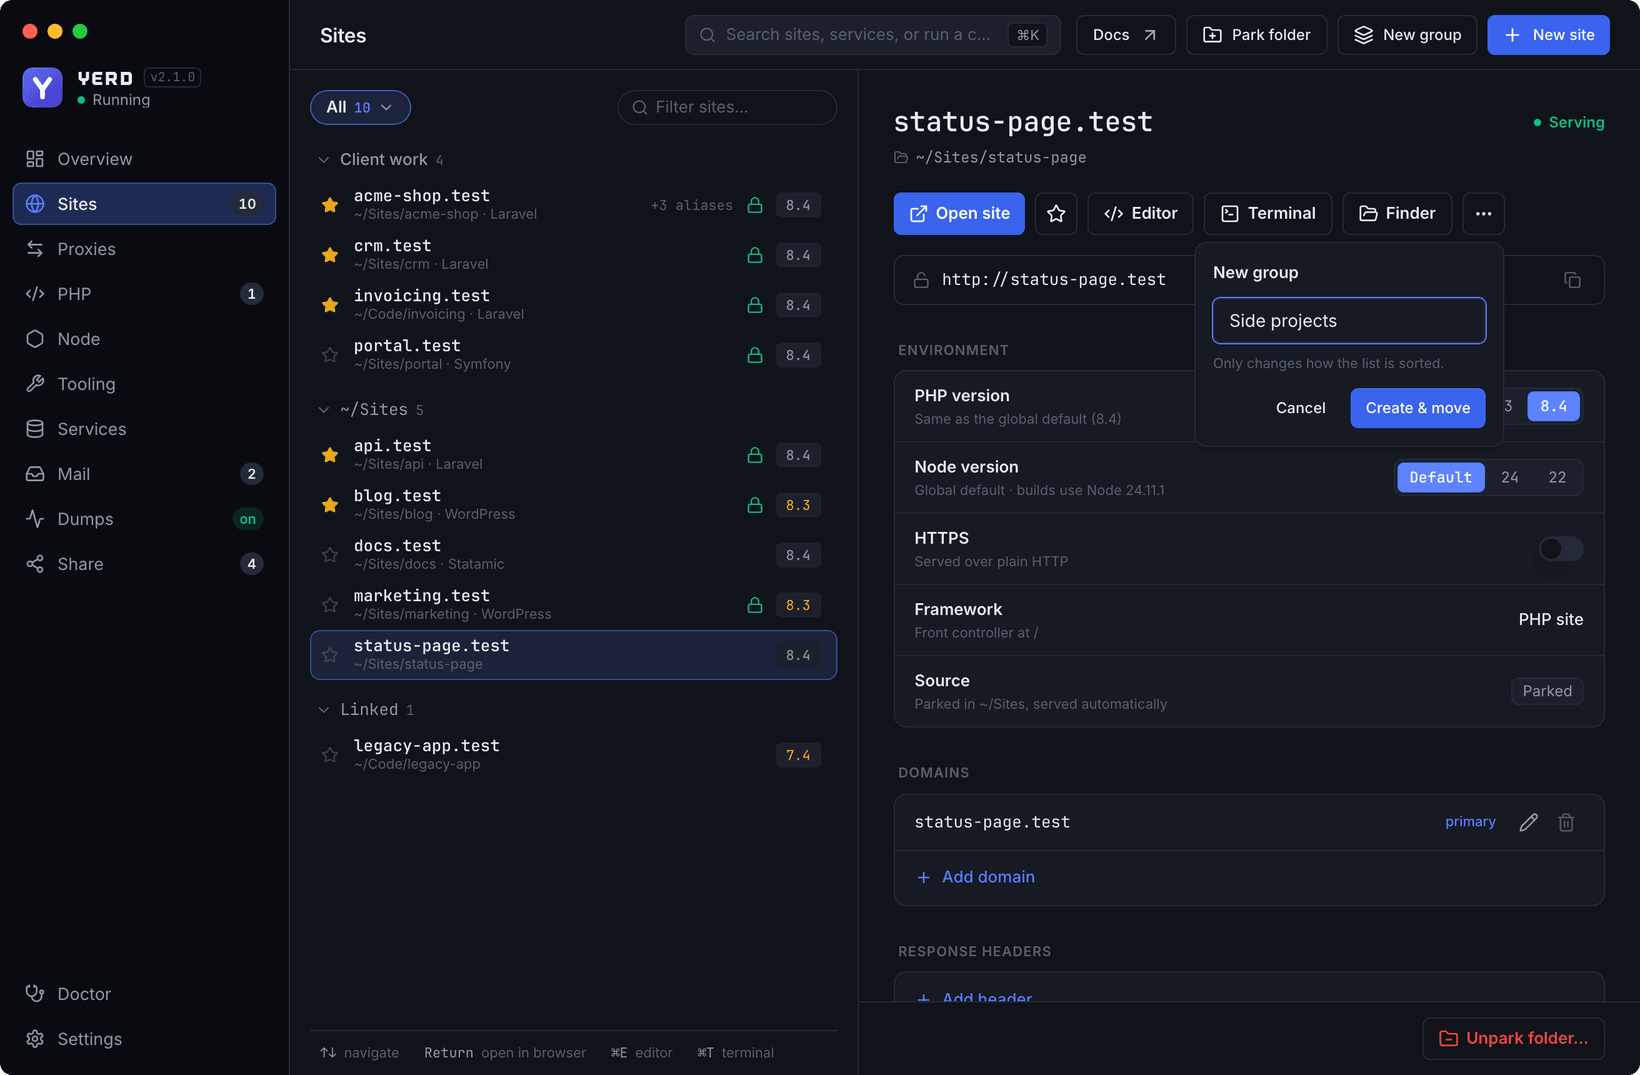 YERD v2.1.0
Running
Overview
Sites 10
Proxies
PHP 1
Node
Tooling
Services
Mail 2
Dumps on
Share 4
Doctor
Settings
Sites
Search sites, services, or run a c... ⌘K
Docs
Park folder
New group
New site
All 10
Filter sites...
Client work 4
acme-shop.test
~/Sites/acme-shop · Laravel
+3 aliases 8.4
crm.test
~/Sites/crm · Laravel
8.4
invoicing.test
~/Code/invoicing · Laravel
8.4
portal.test
~/Sites/portal · Symfony
8.4
~/Sites 5
api.test
~/Sites/api · Laravel
8.4
blog.test
~/Sites/blog · WordPress
8.3
docs.test
~/Sites/docs · Statamic
8.4
marketing.test
~/Sites/marketing · WordPress
8.3
status-page.test
~/Sites/status-page
8.4
Linked 1
legacy-app.test
~/Code/legacy-app
7.4
↑↓ navigate Return open in browser ⌘E editor ⌘T terminal
status-page.test
Serving
~/Sites/status-page
Open site
Editor
Terminal
Finder
http://status-page.test
New group
Side projects
Only changes how the list is sorted.
Cancel
Create & move
ENVIRONMENT
PHP version
Same as the global default (8.4)
3 8.4
Node version
Global default · builds use Node 24.11.1
Default 24 22
HTTPS
Served over plain HTTP
Framework
Front controller at /
PHP site
Source
Parked in ~/Sites, served automatically
Parked
DOMAINS
status-page.test
primary
+ Add domain
RESPONSE HEADERS
+ Add header
Unpark folder...